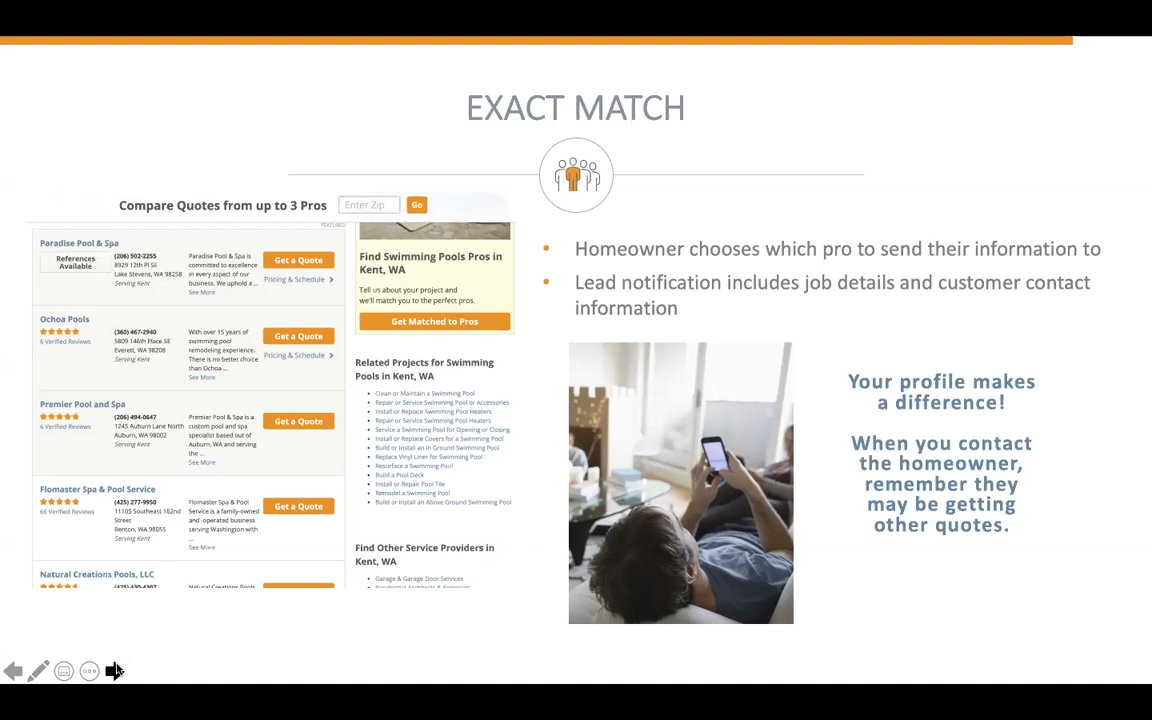 EXACT MATCH
Compare Quotes from up to 3 Pros
Enter Zip
Go
FEATURED
Paradise Pool & Spa
References
Available
(206) 502-2255
8929 12th Pl SE
Lake Stevens, WA 98258
Serving Kent
Paradise Pool & Spa is
committed to excellence
in every aspect of our
business. We uphold a ...
See More
Get a Quote
Pricing & Schedule
Ochoa Pools
6 Verified Reviews
(360) 467-2940
5809 146th Place SE
Everett, WA 98208
Serving Kent
With over 15 years of
swimming pool
remodeling experience.
There is no better choice
than Ochoa ...
See More
Get a Quote
Pricing & Schedule
Premier Pool and Spa
6 Verified Reviews
(206) 494-0647
1245 Auburn Lane North
Auburn, WA 98002
Serving Kent
Premier Pool & Spa is a
custom pool and spa
specialist based out of
Auburn, WA and serving
the ...
See More
Get a Quote
Flomaster Spa & Pool Service
66 Verified Reviews
(425) 277-9950
11105 Southeast 162nd
Street
Renton, WA 98055
Serving Kent
Flomaster Spa & Pool
Service is a family-owned
and -operated business
serving Washington with
...
See More
Get a Quote
Natural Creations Pools, LLC
Find Swimming Pools Pros in
Kent, WA
Tell us about your project and
we'll match you to the perfect pros.
Get Matched to Pros
Related Projects for Swimming
Pools in Kent, WA
• Clean or Maintain a Swimming Pool
• Repair or Service Swimming Pool or Accessories
• Install or Replace Swimming Pool Heaters
• Repair or Service Swimming Pool Heaters
• Service a Swimming Pool for Opening or Closing
• Install or Replace Covers for a Swimming Pool
• Build or Install an In Ground Swimming Pool
• Replace Vinyl Liner for Swimming Pool
• Resurface a Swimming Pool
• Build a Pool Deck
• Install or Repair Pool Tile
• Remodel a Swimming Pool
• Build or Install an Above Ground Swimming Pool
Find Other Service Providers in
Kent, WA
• Garage & Garage Door Services
• Homeowner chooses which pro to send their information to
• Lead notification includes job details and customer contact
information
Your profile makes
a difference!
When you contact
the homeowner,
remember they
may be getting
other quotes.